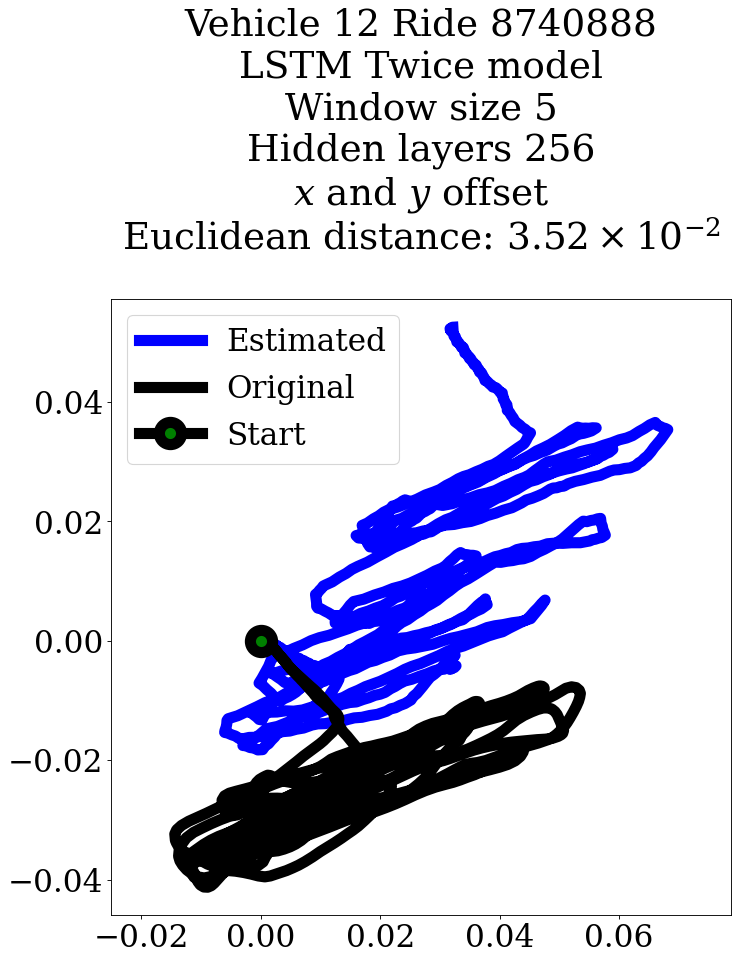 Vehicle 12 Ride 8740888
LSTM Twice model
Window size 5
Hidden layers 256
x and y offset
Euclidean distance: 3.52 × 10⁻²
Estimated
Original
Start
0.04
0.02
0.00
−0.02
−0.04
−0.02 0.00 0.02 0.04 0.06